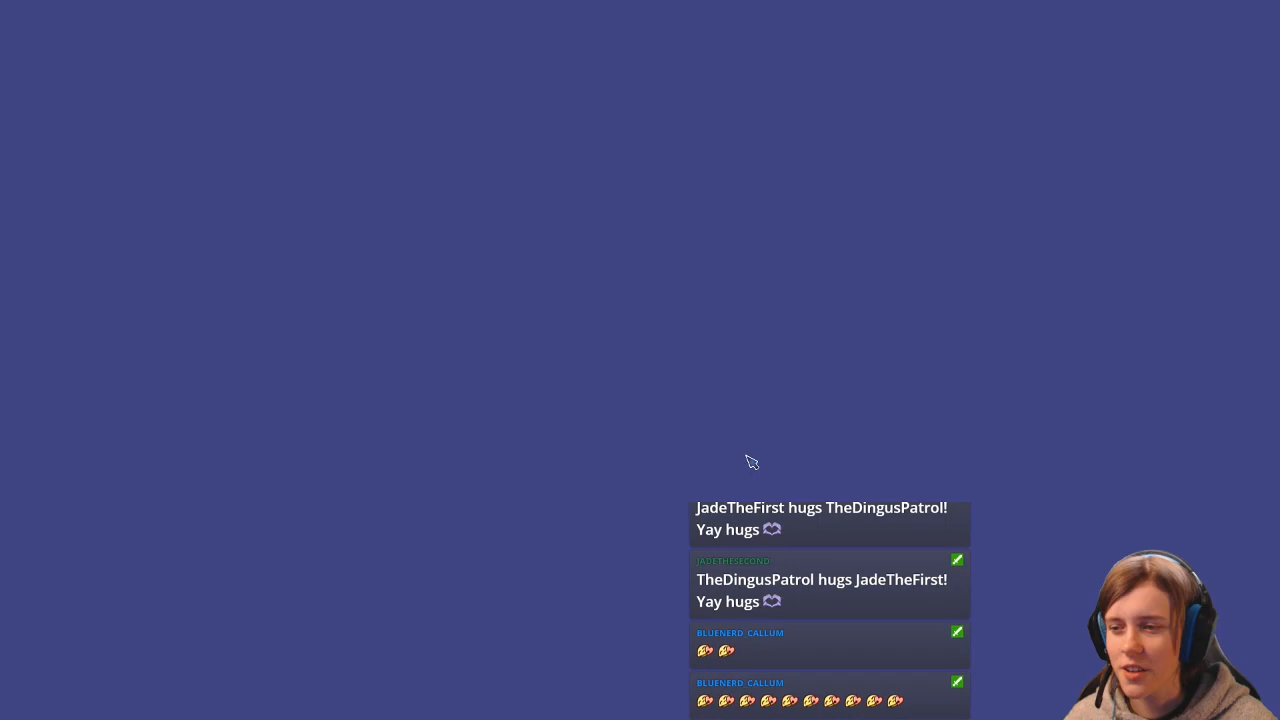 JadeTheFirst hugs TheDingusPatrol!
Yay hugs
JADETHESECOND
TheDingusPatrol hugs JadeTheFirst!
Yay hugs
BLUENERD_CALLUM
BLUENERD_CALLUM